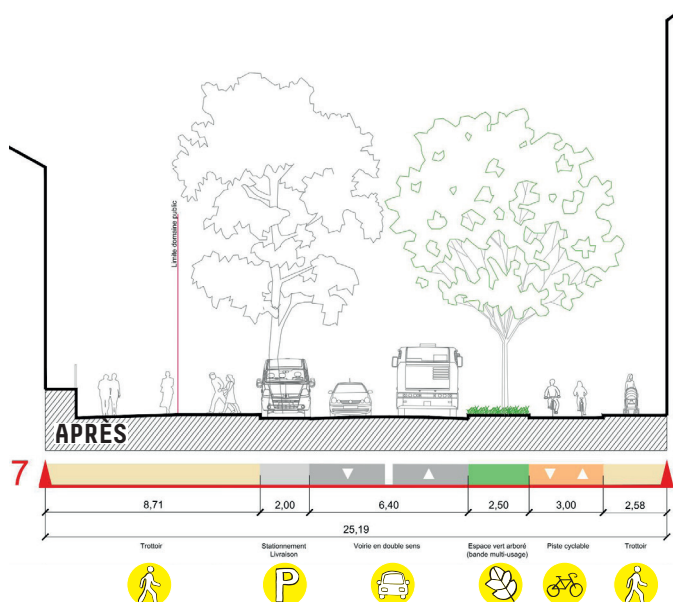 Limite domaine public
APRÈS
7
8,71 2,00 6,40 2,50 3,00 2,58
25,19
Trottoir Stationnement Livraison Voirie en double sens Espace vert arboré (bande multi-usage) Piste cyclable Trottoir
P